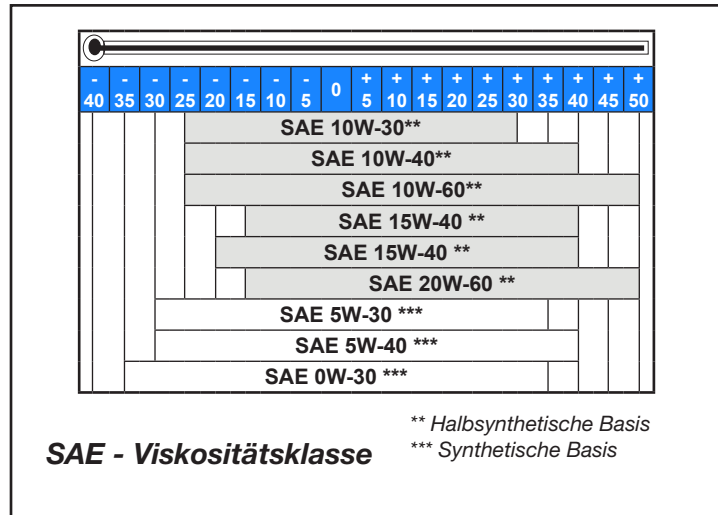 - 40 - 35 - 30 - 25 - 20 - 15 - 10 - 5 0 + 5 + 10 + 15 + 20 + 25 + 30 + 35 + 40 + 45 + 50
SAE 10W-30**
SAE 10W-40**
SAE 10W-60**
SAE 15W-40 **
SAE 15W-40 **
SAE 20W-60 **
SAE 5W-30 ***
SAE 5W-40 ***
SAE 0W-30 ***
** Halbsynthetische Basis
SAE - Viskositätsklasse
*** Synthetische Basis